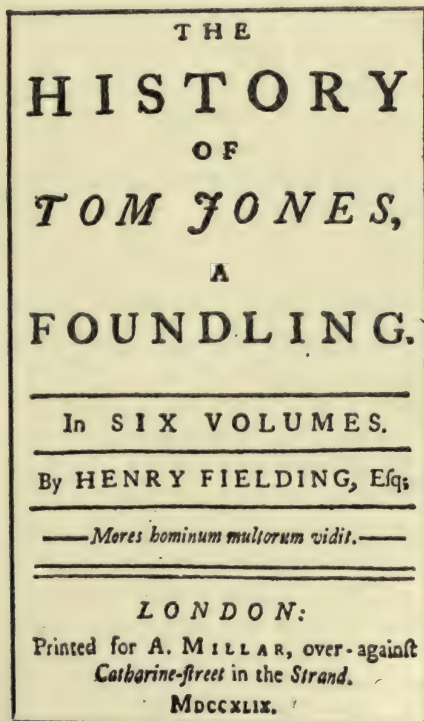 THE
HISTORY
OF
TOM JONES,
A
FOUNDLING.
In SIX VOLUMES.
By HENRY FIELDING, Eſq;
——Mores hominum multorum vidit.——
LONDON:
Printed for A. MILLAR, over-againſt
Catharine-ſtreet in the Strand.
MDCCXLIX.